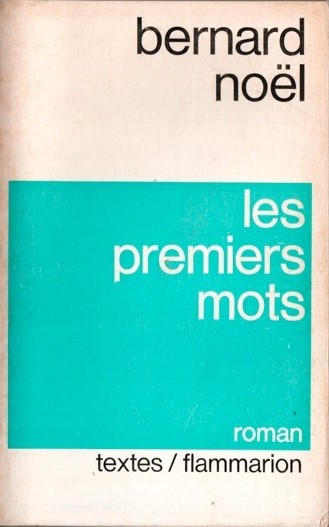 bernard
noël
les
premiers
mots
roman
textes / flammarion